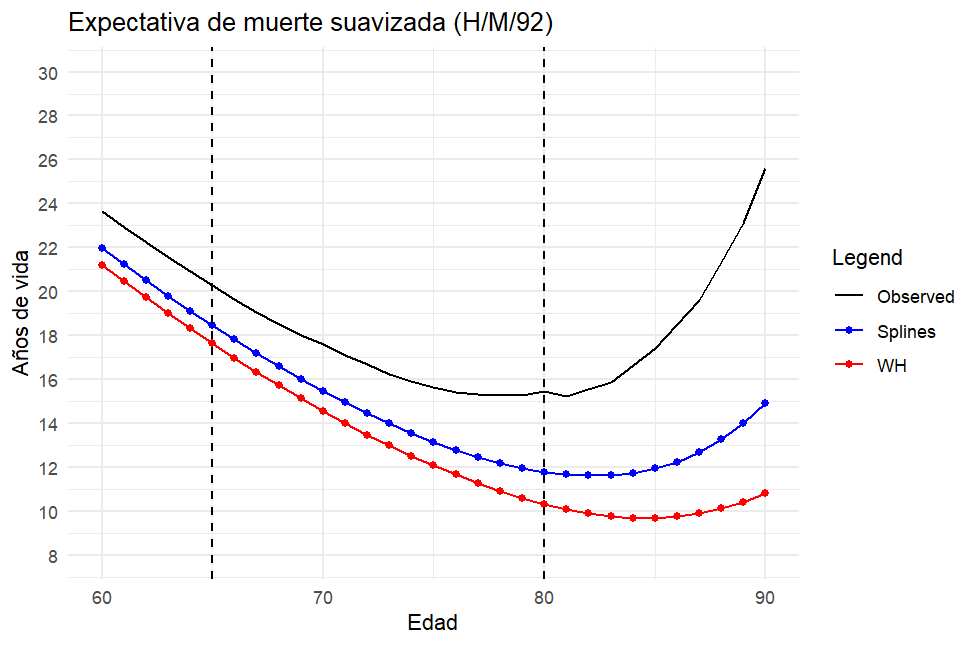 Expectativa de muerte suavizada (H/M/92)
30
28
26
24
22
20
18
16
14
12
10
8
Años de vida
60
70
80
90
Edad
Legend
Observed
Splines
WH